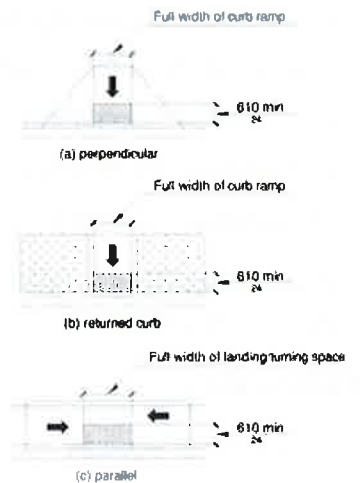 Full width of curb ramp
610 min
24
(a) perpendicular
Full width of curb ramp
610 min
24
(b) returned curb
Full width of landing/turning space
610 min
24
(c) parallel